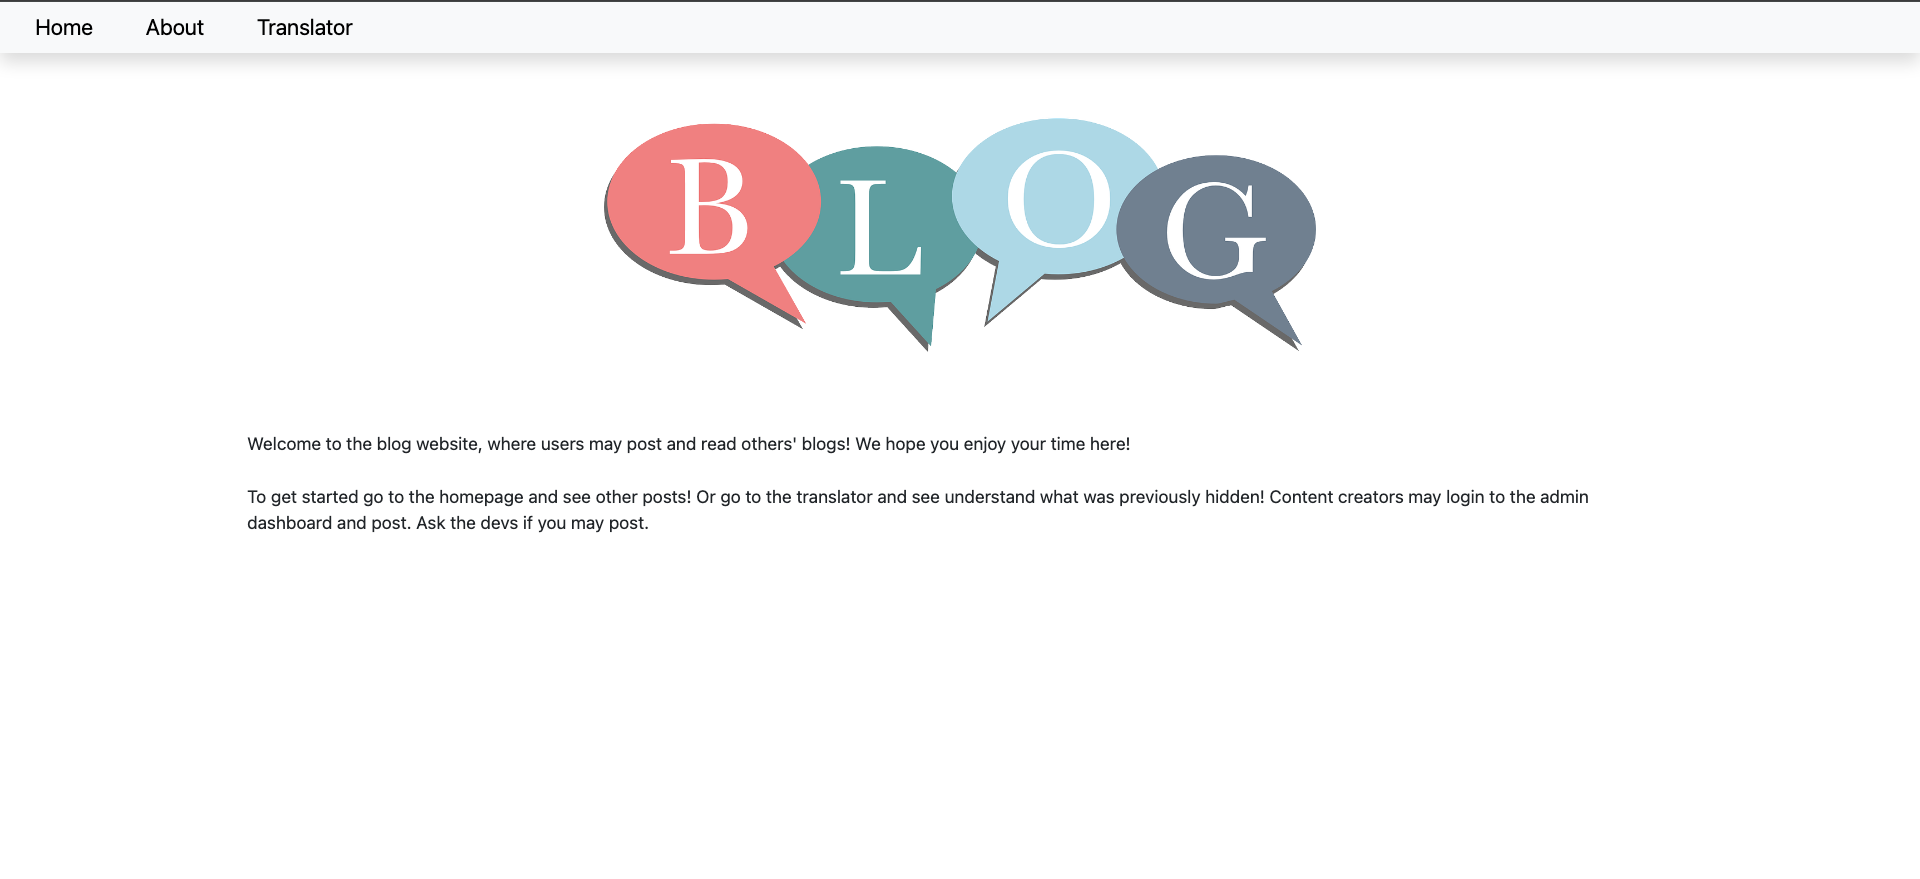 Home About Translator
BLOG
Welcome to the blog website, where users may post and read others' blogs! We hope you enjoy your time here!
To get started go to the homepage and see other posts! Or go to the translator and see understand what was previously hidden! Content creators may login to the admin
dashboard and post. Ask the devs if you may post.